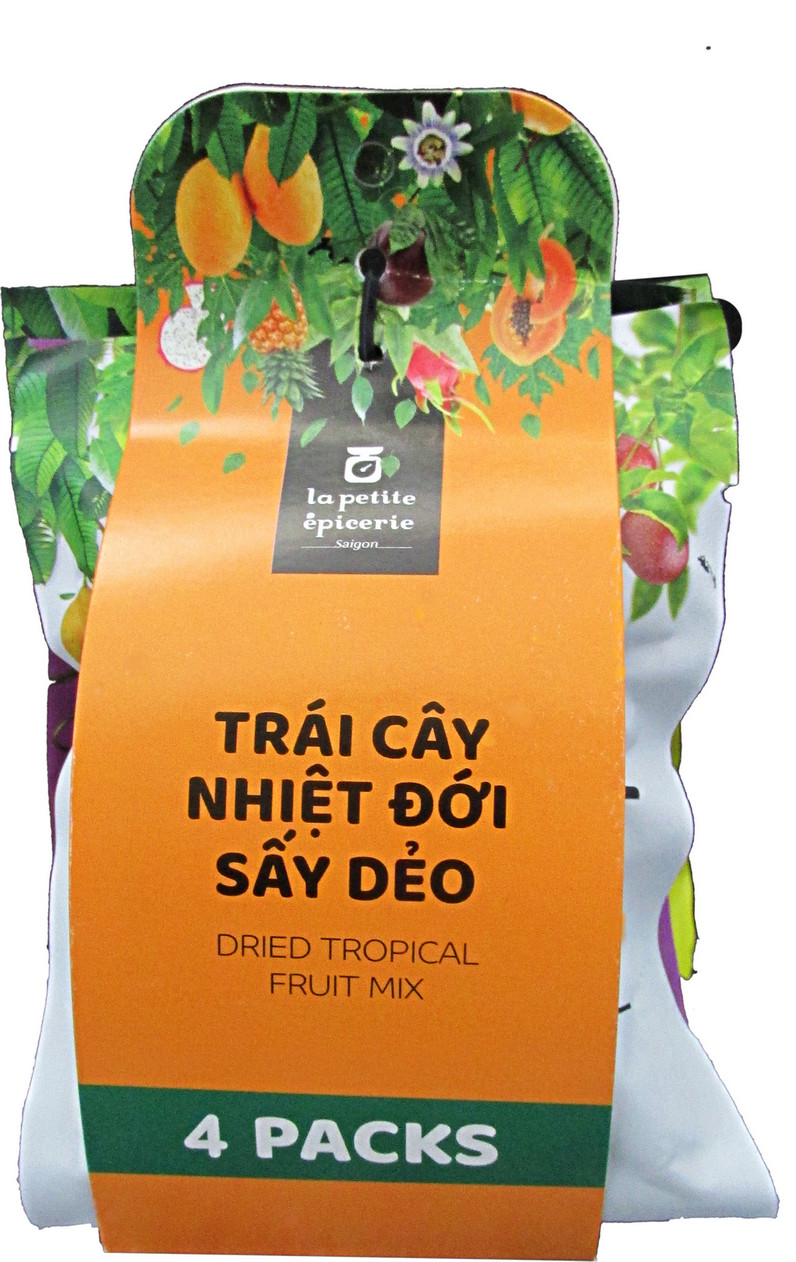 la petite
épicerie
Saigon
TRÁI CÂY
NHIỆT ĐỚI
SẤY DẺO
DRIED TROPICAL
FRUIT MIX
4 PACKS